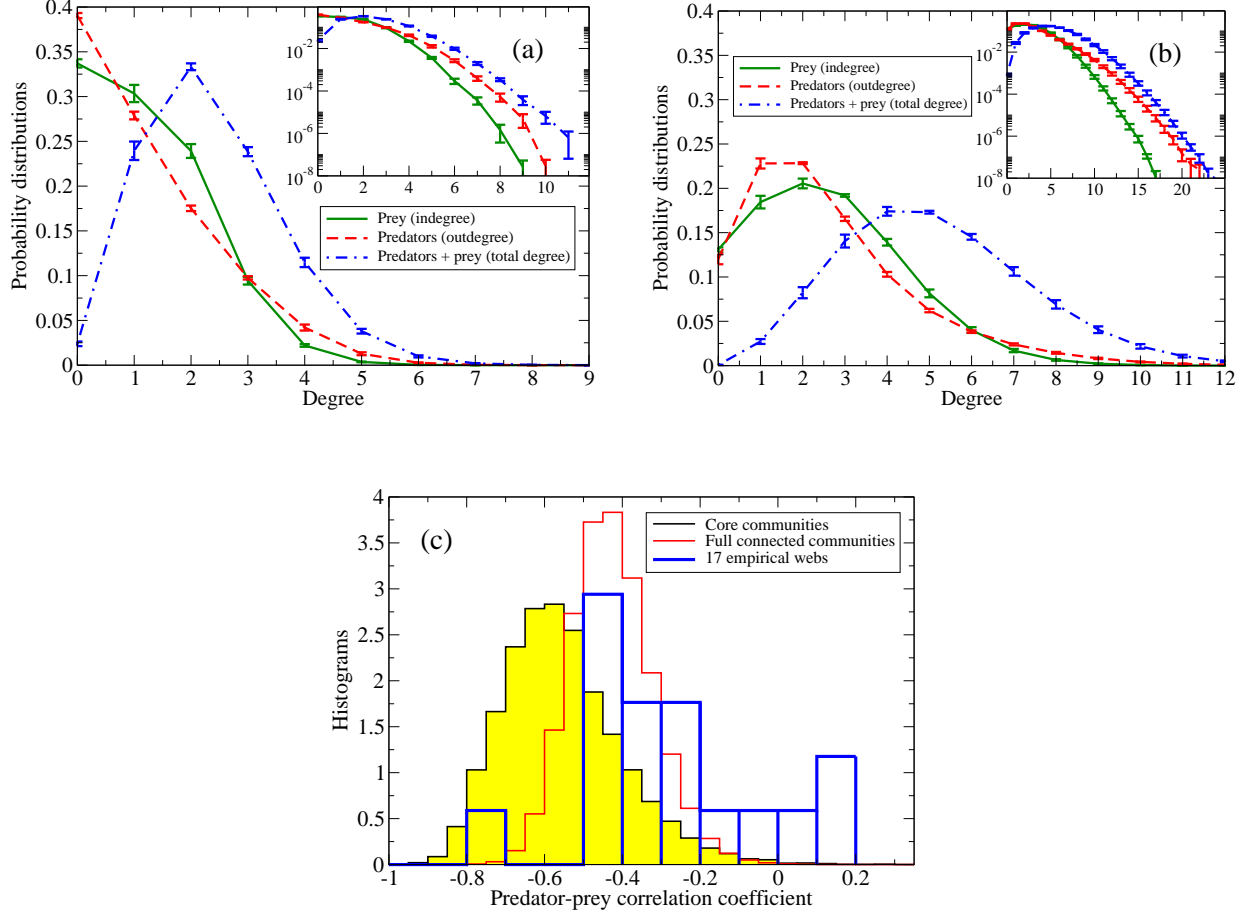 0.4
0.35
0.3
0.25
0.2
0.15
0.1
0.05
0
Probability distributions
0 1 2 3 4 5 6 7 8 9
Degree
(a)
10^-2
10^-4
10^-6
10^-8
0 2 4 6 8 10
Prey (indegree)
Predators (outdegree)
Predators + prey (total degree)
0.4
0.35
0.3
0.25
0.2
0.15
0.1
0.05
0
Probability distributions
0 1 2 3 4 5 6 7 8 9 10 11 12
Degree
Prey (indegree)
Predators (outdegree)
Predators + prey (total degree)
(b)
10^-2
10^-4
10^-6
10^-8
0 5 10 15 20
4
3.5
3
2.5
2
1.5
1
0.5
0
Histograms
(c)
Core communities
Full connected communities
17 empirical webs
-1 -0.8 -0.6 -0.4 -0.2 0 0.2
Predator-prey correlation coefficient